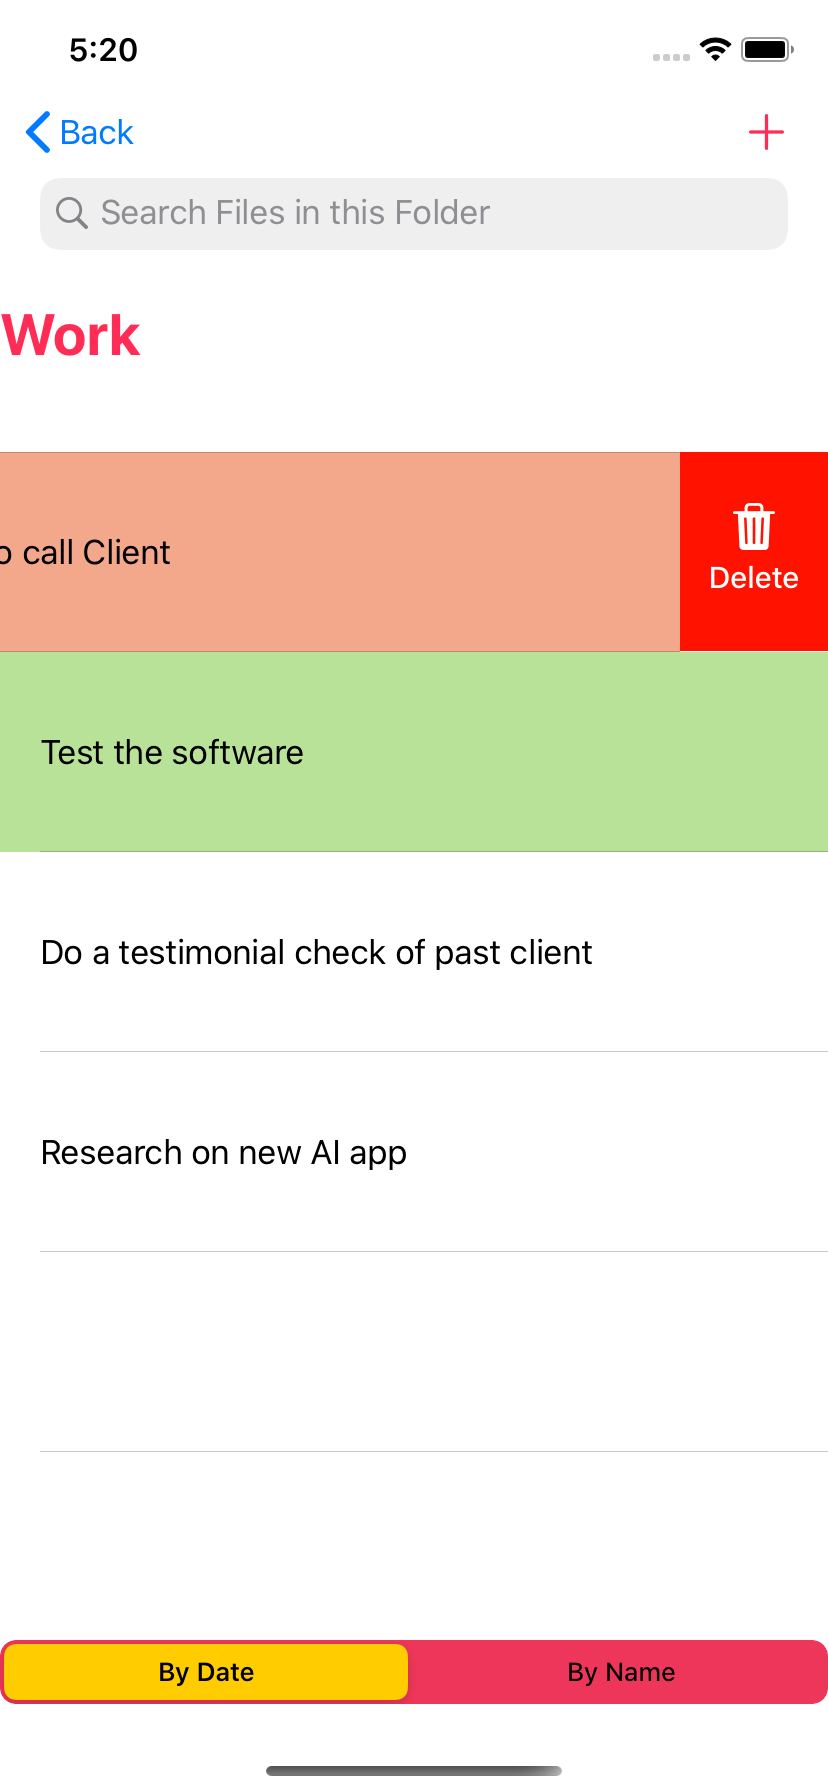 5:20
Back
Search Files in this Folder
Work
o call Client
Delete
Test the software
Do a testimonial check of past client
Research on new AI app
By Date
By Name